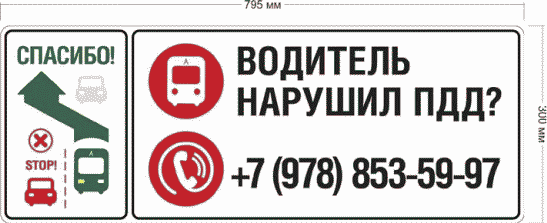 795 мм
СПАСИБО!
STOP!
A
ВОДИТЕЛЬ
НАРУШИЛ ПДД?
+7 (978) 853-59-97
300 мм